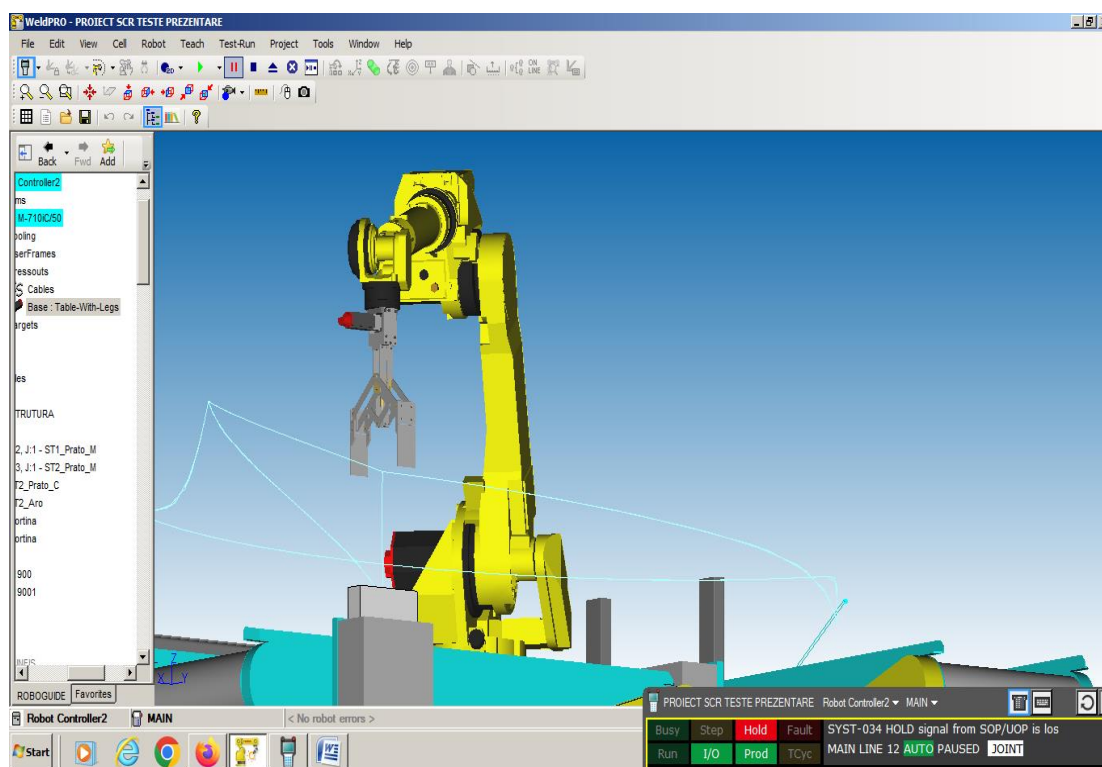 WeldPRO - PROIECT SCR TESTE PREZENTARE
File Edit View Cell Robot Teach Test-Run Project Tools Window Help
ON
LINE
Back Fwd Add
Controller2
ms
M-710iC/50
ooling
serFrames
ressouts
Cables
Base : Table-With-Legs
argets
les
TRUTURA
2, J:1 - ST1_Prato_M
3, J:1 - ST2_Prato_M
T2_Prato_C
T2_Aro
ortina
ortina
900
9001
Z
X Y
ROBOGUIDE Favorites
PROIECT SCR TESTE PREZENTARE Robot Controller2 MAIN
Robot Controller2 MAIN < No robot errors >
Busy Step Hold Fault SYST-034 HOLD signal from SOP/UOP is los
Run I/O Prod TCyc MAIN LINE 12 AUTO PAUSED JOINT
Start